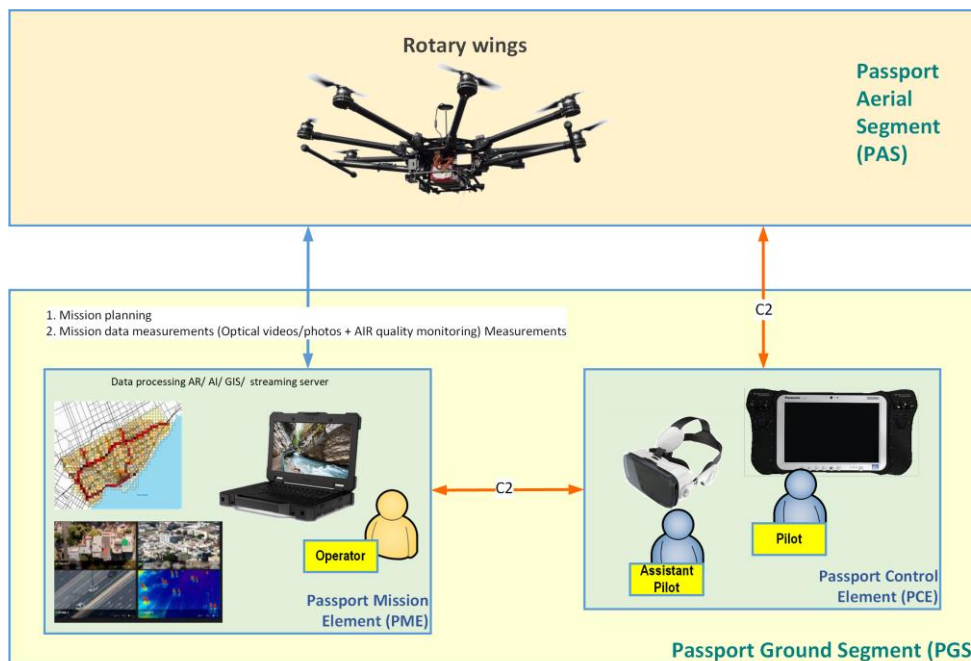 Rotary wings
Passport
Aerial
Segment
(PAS)
1. Mission planning
2. Mission data measurements (Optical videos/photos + AIR quality monitoring) Measurements
C2
Data processing AR/ AI/ GIS/ streaming server
C2
Operator
Passport Mission
Element (PME)
Assistant
Pilot
Pilot
Passport Control
Element (PCE)
Passport Ground Segment (PGS